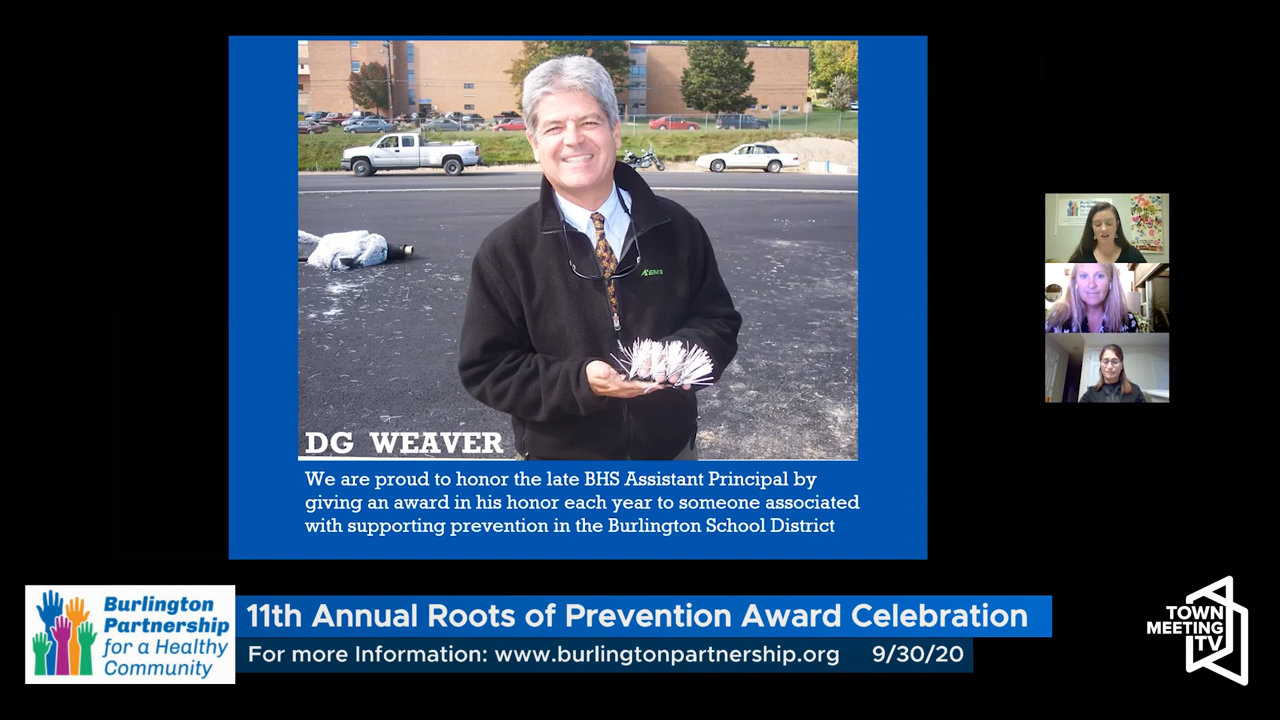 DG WEAVER
We are proud to honor the late BHS Assistant Principal by
giving an award in his honor each year to someone associated
with supporting prevention in the Burlington School District
Burlington
Partnership
for a Healthy
Community
11th Annual Roots of Prevention Award Celebration
For more Information: www.burlingtonpartnership.org 9/30/20
TOWN
MEETING
TV